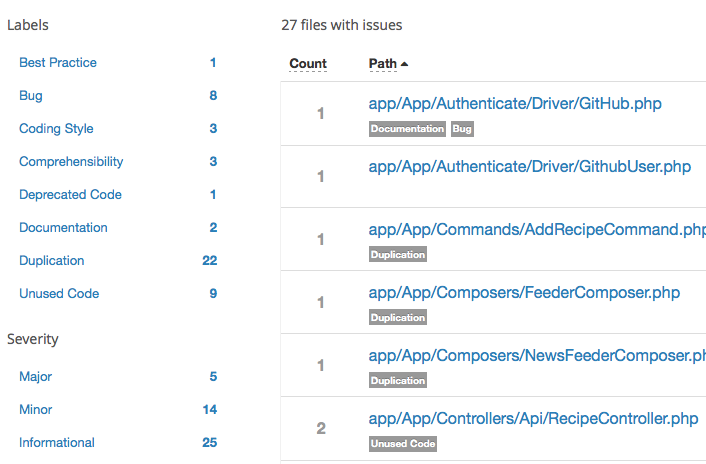 Labels
Best Practice 1
Bug 8
Coding Style 3
Comprehensibility 3
Deprecated Code 1
Documentation 2
Duplication 22
Unused Code 9
Severity
Major 5
Minor 14
Informational 25
27 files with issues
Count Path
1 app/App/Authenticate/Driver/GitHub.php
Documentation Bug
1 app/App/Authenticate/Driver/GithubUser.php
1 app/App/Commands/AddRecipeCommand.php
Duplication
1 app/App/Composers/FeederComposer.php
Duplication
1 app/App/Composers/NewsFeederComposer.ph
Duplication
2 app/App/Controllers/Api/RecipeController.php
Unused Code